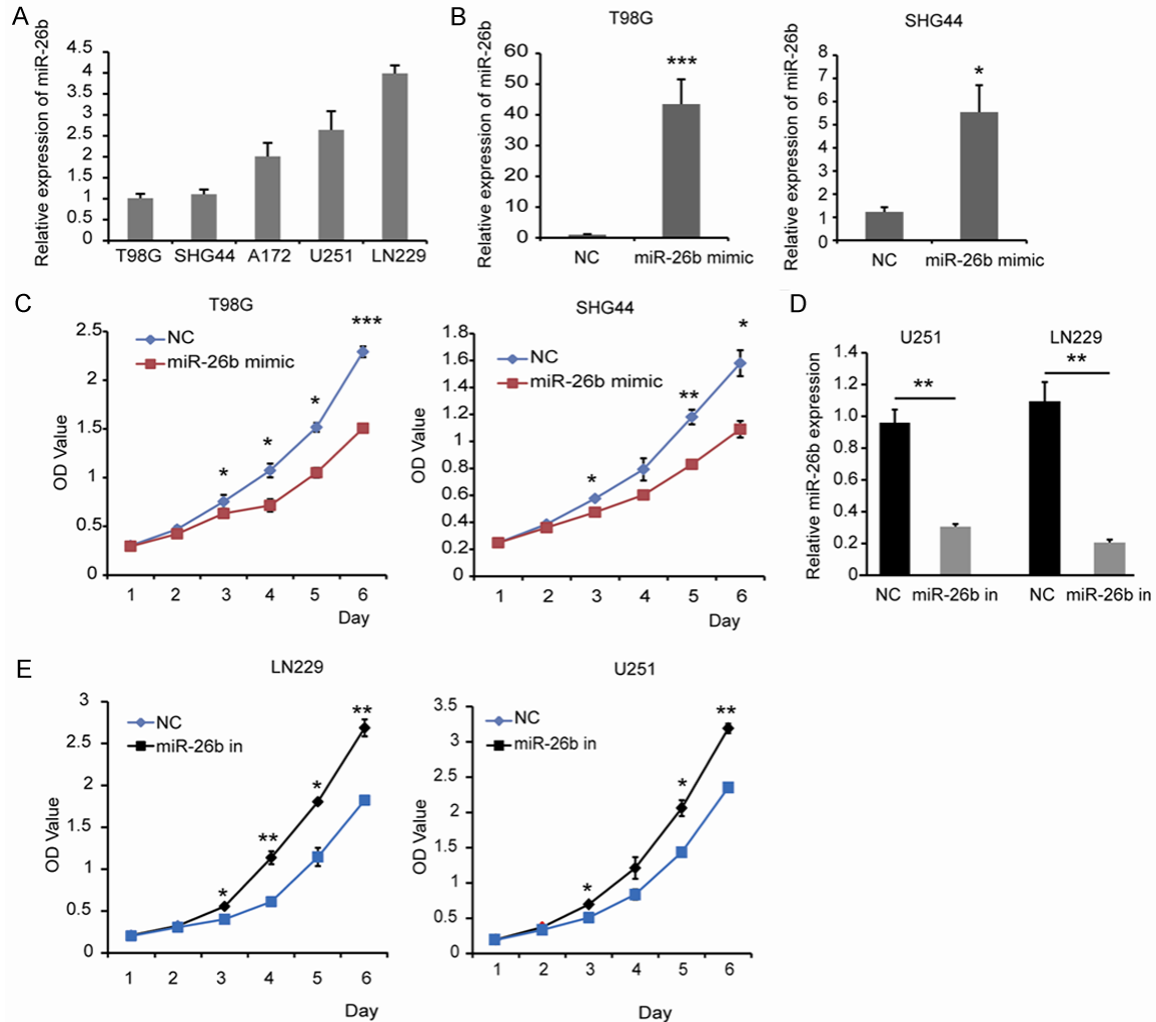 A
Relative expression of miR-26b
4.5
4
3.5
3
2.5
2
1.5
1
0.5
0
T98G SHG44 A172 U251 LN229
B
T98G
Relative expression of miR-26b
60
50
40
30
20
10
0
***
NC miR-26b mimic
SHG44
Relative expression of miR-26b
8
7
6
5
4
3
2
1
0
*
NC miR-26b mimic
C
T98G
OD Value
2.5
2
1.5
1
0.5
0
NC
miR-26b mimic
* * * ***
1 2 3 4 5 6
Day
SHG44
OD Value
1.8
1.6
1.4
1.2
1
0.8
0.6
0.4
0.2
0
NC
miR-26b mimic
* ** *
1 2 3 4 5 6
Day
D
U251 LN229
Relative miR-26b expression
1.4
1.2
1.0
0.8
0.6
0.4
0.2
0
** **
NC miR-26b in NC miR-26b in
E
LN229
OD Value
3
2.5
2
1.5
1
0.5
0
NC
miR-26b in
* ** * **
1 2 3 4 5 6
Day
U251
OD Value
3.5
3
2.5
2
1.5
1
0.5
0
NC
miR-26b in
* * **
1 2 3 4 5 6
Day